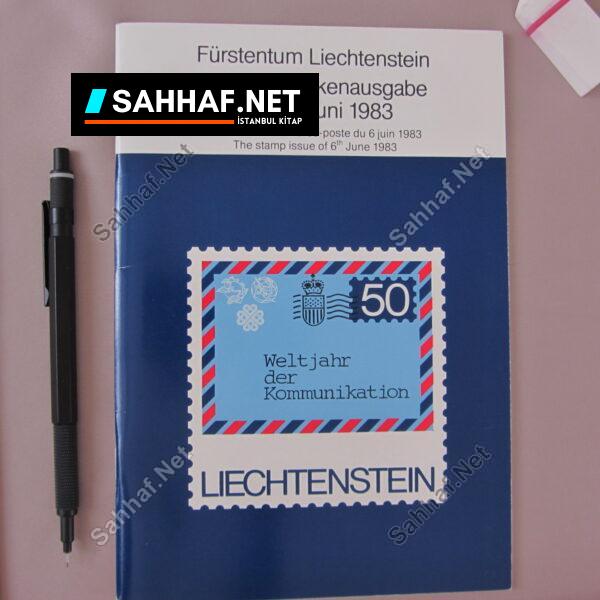 Fürstentum Liechtenstein
SAHHAF.NET
İSTANBUL KİTAP
kenausgabe
uni 1983
-poste du 6 juin 1983
The stamp issue of 6th June 1983
50
Weltjahr
der
Kommunikation
LIECHTENSTEIN
Sahhaf.Net
Sahhaf.Net
Sahhaf.Net
Sahhaf.Net